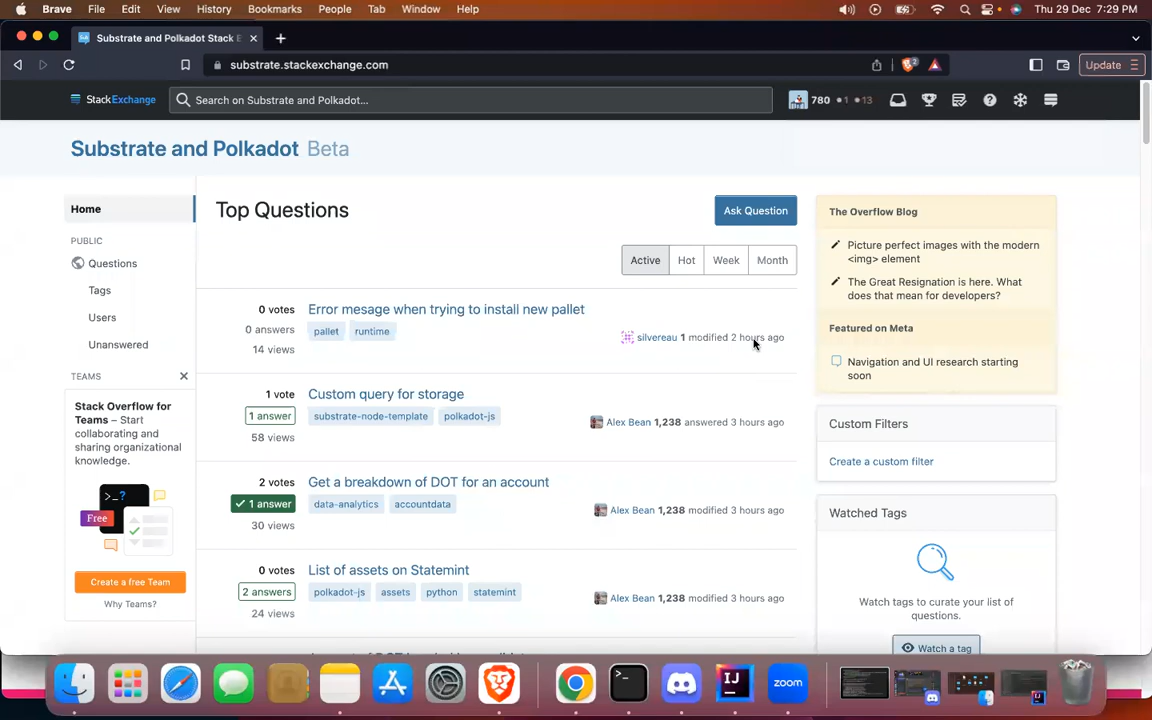 Brave File Edit View History Bookmarks People Tab Window Help Thu 29 Dec 7:29 PM
Substrate and Polkadot Stack E
substrate.stackexchange.com
2
Update
StackExchange
Search on Substrate and Polkadot...
780 1 13
Substrate and Polkadot Beta
Home
PUBLIC
Questions
Tags
Users
Unanswered
TEAMS
Stack Overflow for
Teams – Start
collaborating and
sharing organizational
knowledge.
>_?
Free
Create a free Team
Why Teams?
Top Questions
Ask Question
Active Hot Week Month
0 votes
0 answers
14 views
Error mesage when trying to install new pallet
pallet runtime
silvereau 1 modified 2 hours ago
1 vote
1 answer
58 views
Custom query for storage
substrate-node-template polkadot-js
Alex Bean 1,238 answered 3 hours ago
2 votes
1 answer
30 views
Get a breakdown of DOT for an account
data-analytics accountdata
Alex Bean 1,238 modified 3 hours ago
0 votes
2 answers
24 views
List of assets on Statemint
polkadot-js assets python statemint
Alex Bean 1,238 modified 3 hours ago
The Overflow Blog
Picture perfect images with the modern
<img> element
The Great Resignation is here. What
does that mean for developers?
Featured on Meta
Navigation and UI research starting
soon
Custom Filters
Create a custom filter
Watched Tags
Watch tags to curate your list of
questions.
Watch a tag
>_
IJ
zoom